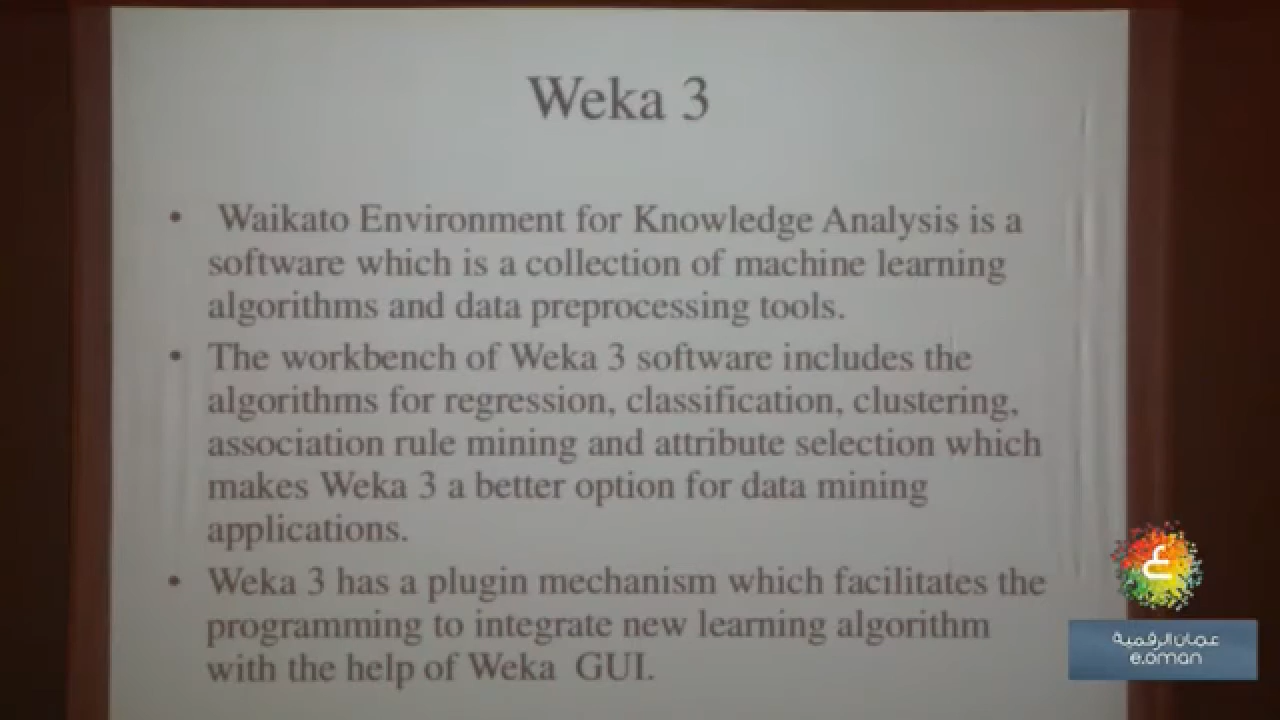 Weka 3
• Waikato Environment for Knowledge Analysis is a
software which is a collection of machine learning
algorithms and data preprocessing tools.
• The workbench of Weka 3 software includes the
algorithms for regression, classification, clustering,
association rule mining and attribute selection which
makes Weka 3 a better option for data mining
applications.
• Weka 3 has a plugin mechanism which facilitates the
programming to integrate new learning algorithm
with the help of Weka GUI.
ع
عمان الرقمية
e.oman